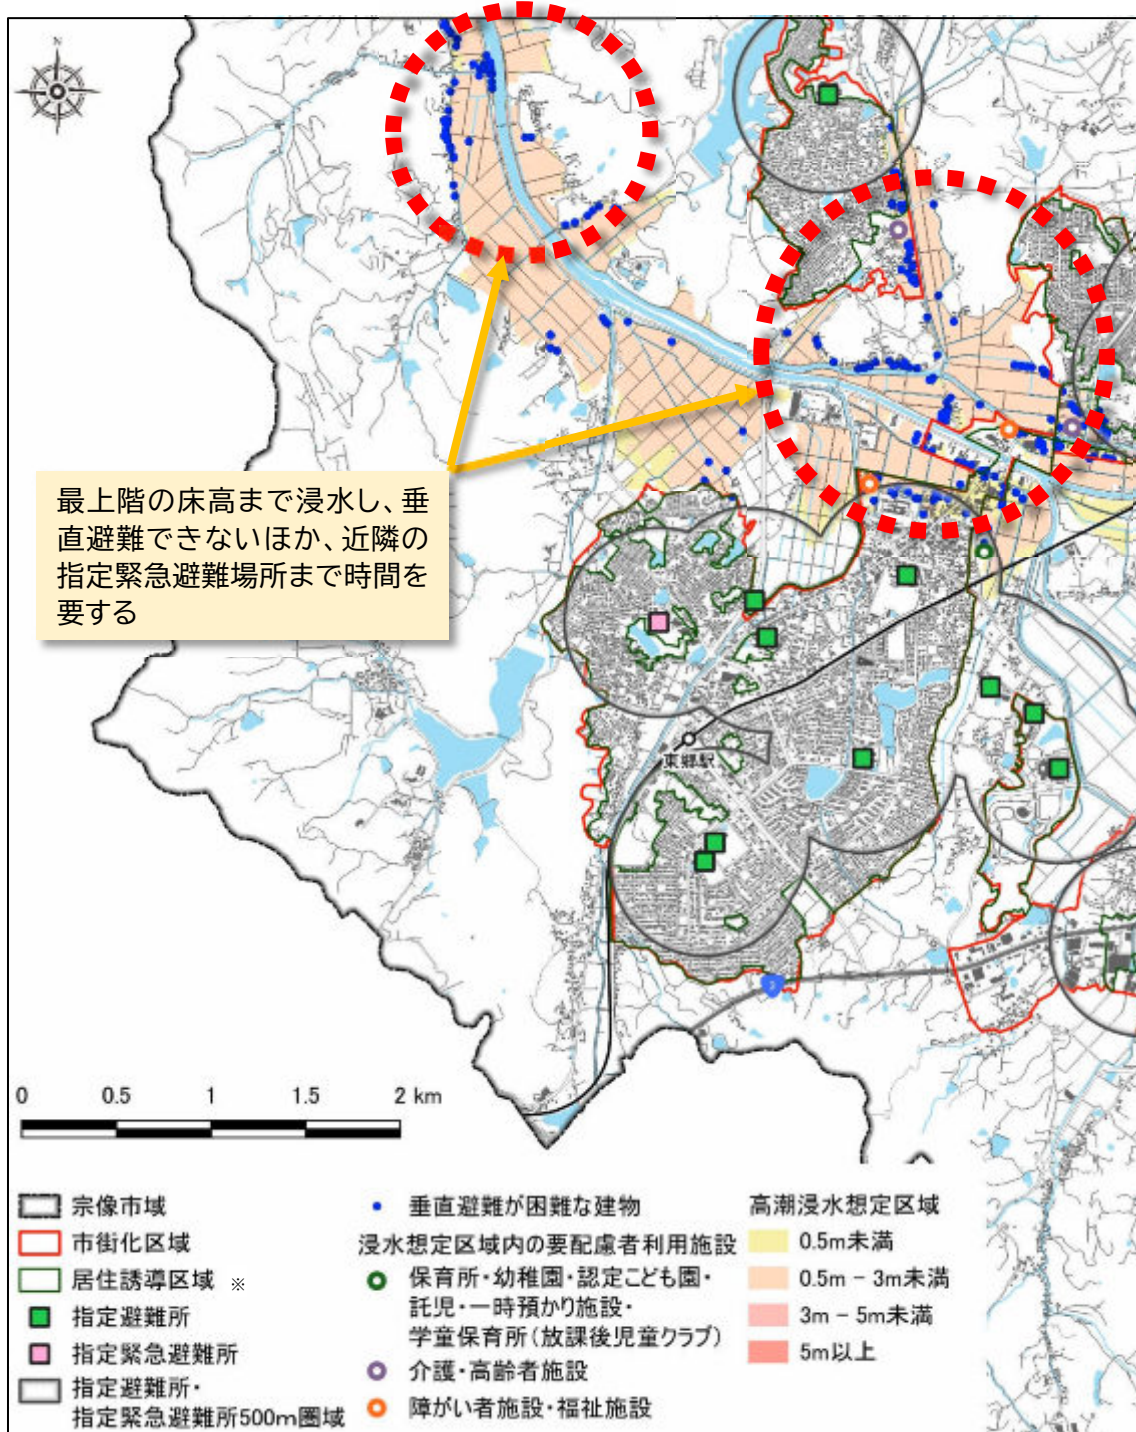 N
最上階の床高まで浸水し、垂
直避難できないほか、近隣の
指定緊急避難場所まで時間を
要する
東郷駅
3
0 0.5 1 1.5 2 km
宗像市域
市街化区域
居住誘導区域 ※
指定避難所
指定緊急避難所
指定避難所・
指定緊急避難所500m圏域
垂直避難が困難な建物
浸水想定区域内の要配慮者利用施設
保育所・幼稚園・認定こども園・
託児・一時預かり施設・
学童保育所(放課後児童クラブ)
介護・高齢者施設
障がい者施設・福祉施設
高潮浸水想定区域
0.5m未満
0.5m - 3m未満
3m - 5m未満
5m以上